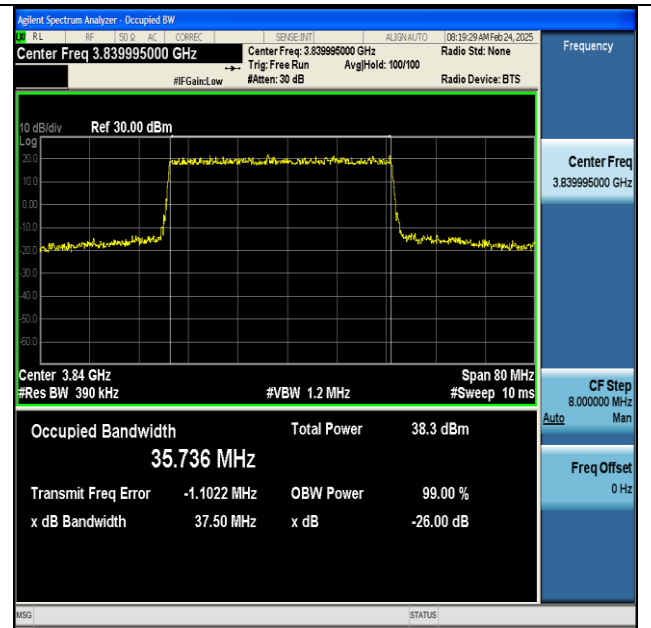 Agilent Spectrum Analyzer - Occupied BW
LXI RL RF 50 Ω AC CORREC SENSE:INT ALIGN AUTO 08:19:29 AM Feb 24, 2025
Center Freq 3.839995000 GHz
Center Freq: 3.839995000 GHz Radio Std: None
Trig: Free Run Avg|Hold: 100/100
#IFGain:Low #Atten: 30 dB Radio Device: BTS
Frequency
10 dB/div Ref 30.00 dBm
Log
20.0
10.0
0.00
-10.0
-20.0
-30.0
-40.0
-50.0
-60.0
Center 3.84 GHz Span 80 MHz
#Res BW 390 kHz #VBW 1.2 MHz #Sweep 10 ms
Occupied Bandwidth Total Power 38.3 dBm
35.736 MHz
Transmit Freq Error -1.1022 MHz OBW Power 99.00 %
x dB Bandwidth 37.50 MHz x dB -26.00 dB
Center Freq
3.839995000 GHz
CF Step
8.000000 MHz
Auto Man
Freq Offset
0 Hz
MSG STATUS